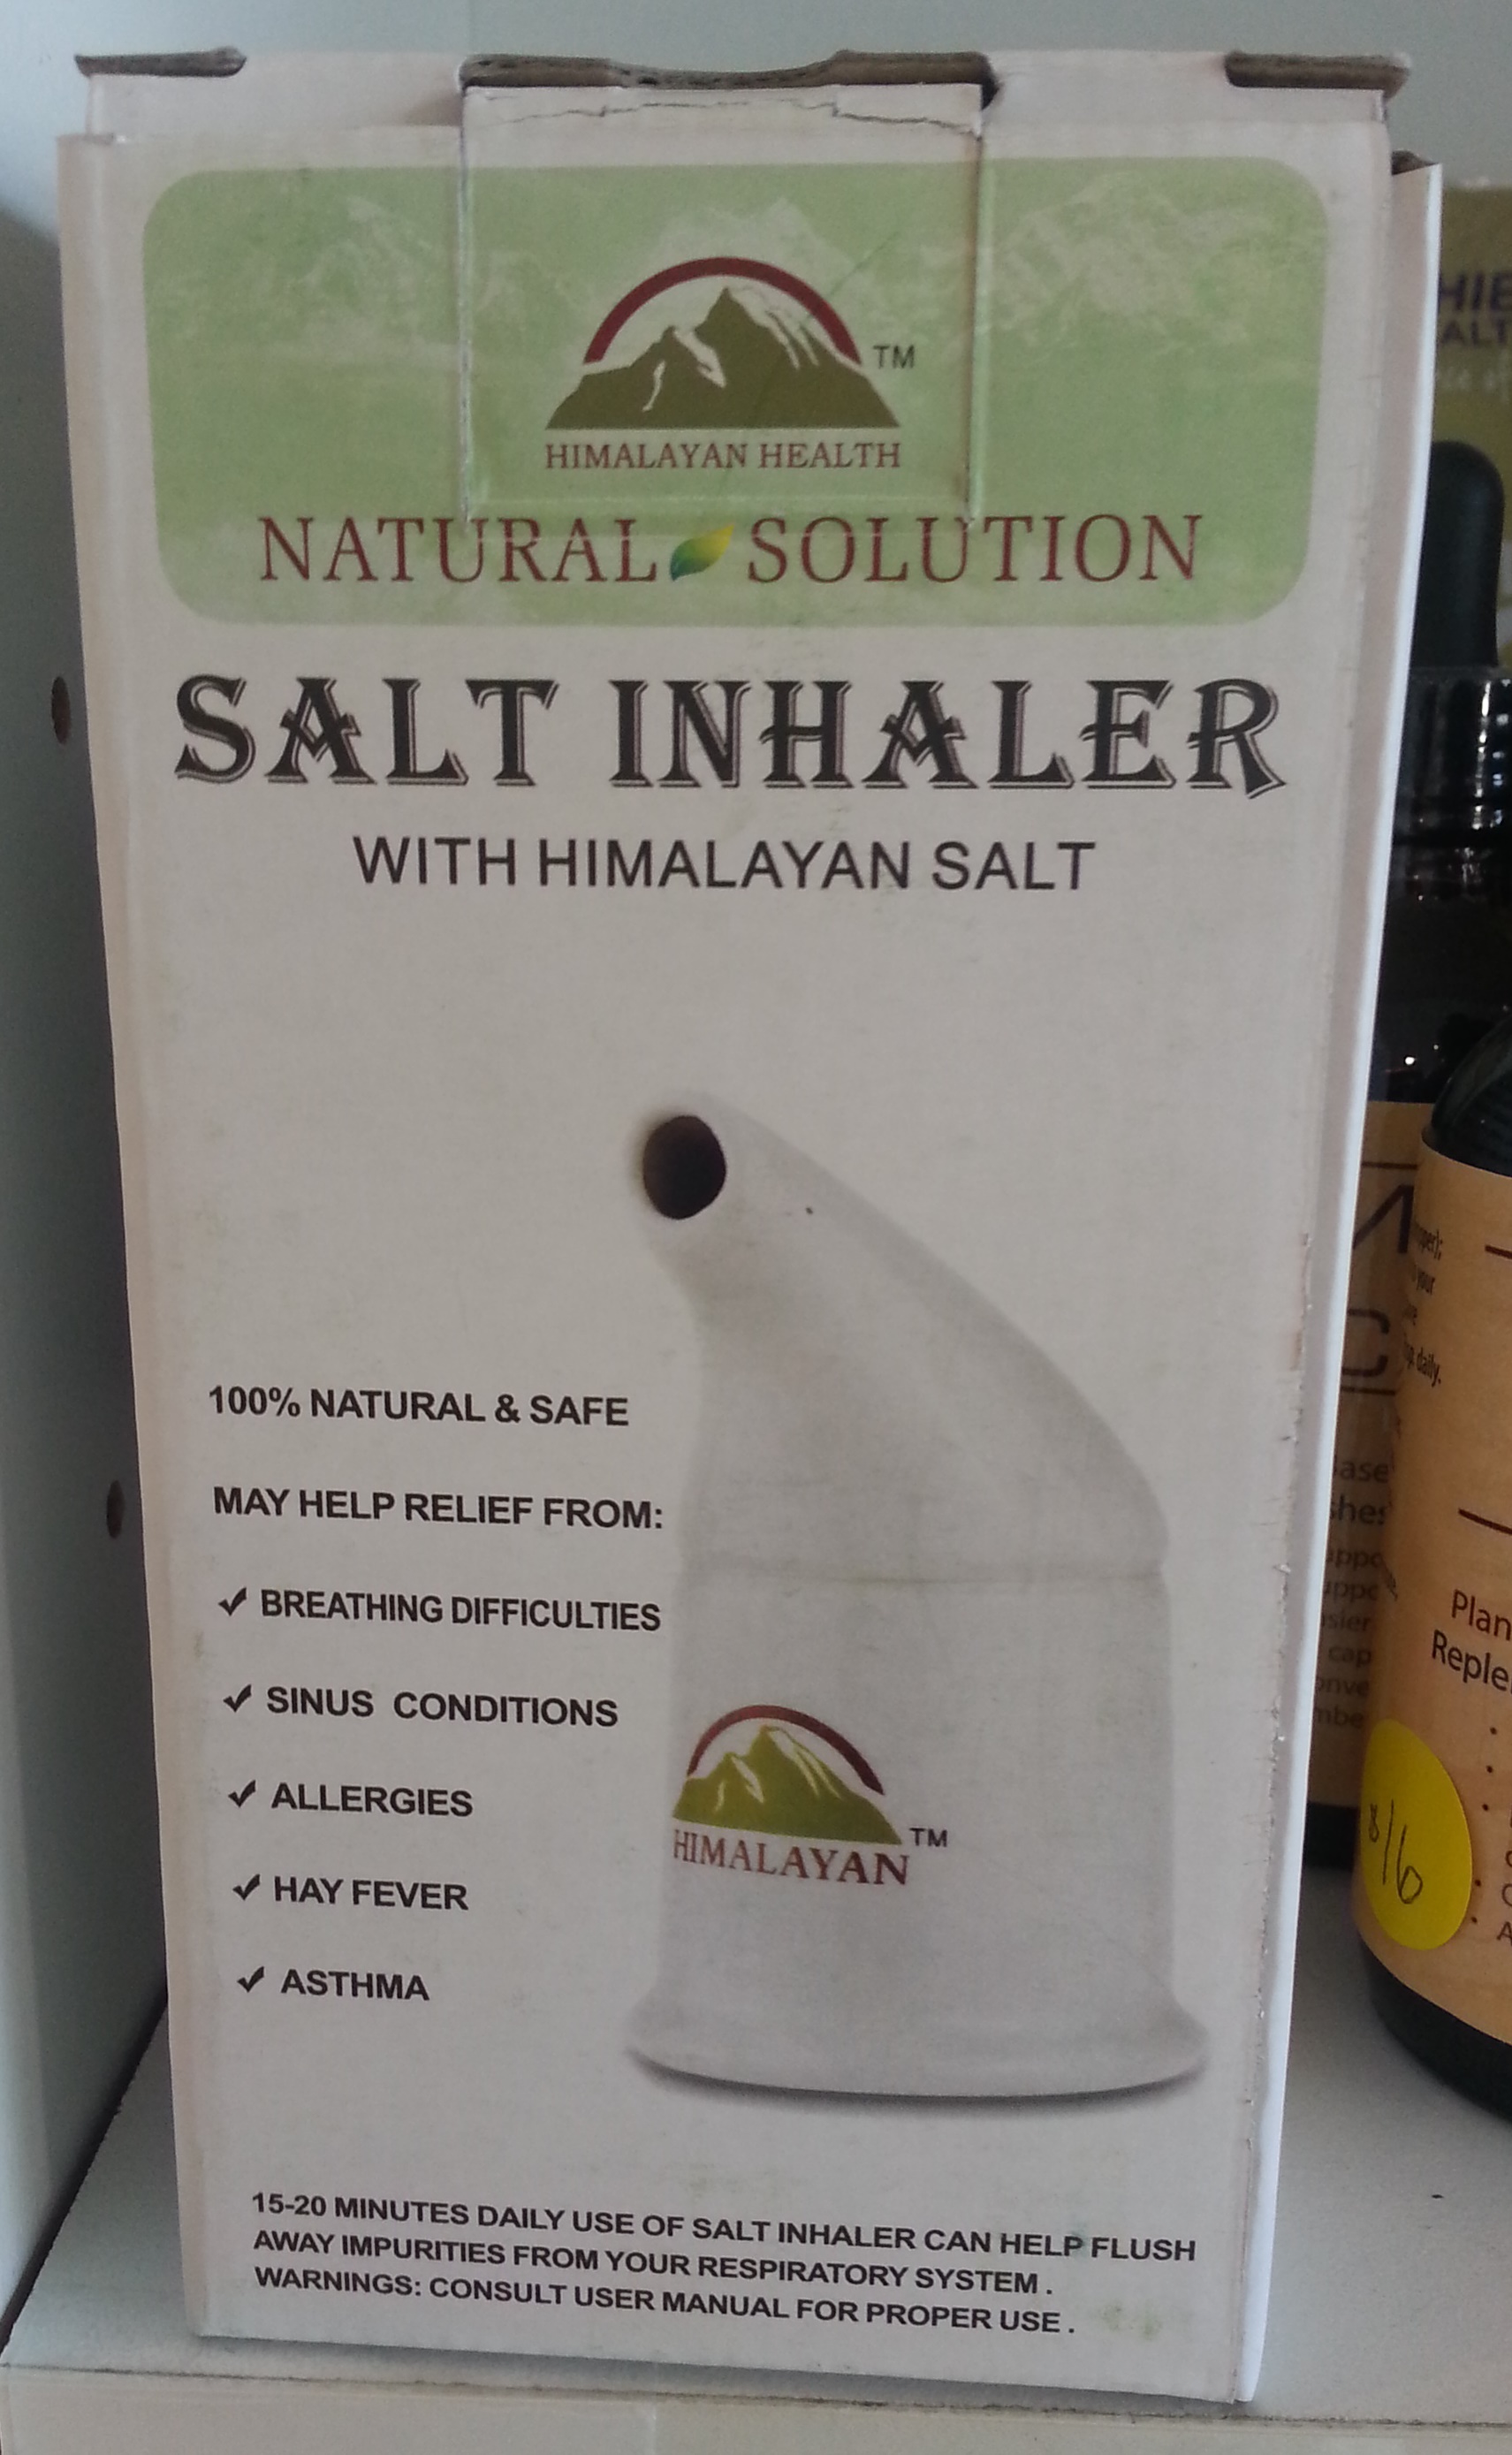 TM
HIMALAYAN HEALTH
NATURAL SOLUTION
SALT INHALER
WITH HIMALAYAN SALT
100% NATURAL & SAFE
MAY HELP RELIEF FROM:
✓ BREATHING DIFFICULTIES
✓ SINUS CONDITIONS
✓ ALLERGIES
✓ HAY FEVER
✓ ASTHMA
HIMALAYAN TM
15-20 MINUTES DAILY USE OF SALT INHALER CAN HELP FLUSH
AWAY IMPURITIES FROM YOUR RESPIRATORY SYSTEM .
WARNINGS: CONSULT USER MANUAL FOR PROPER USE .
your
daily.
8/6